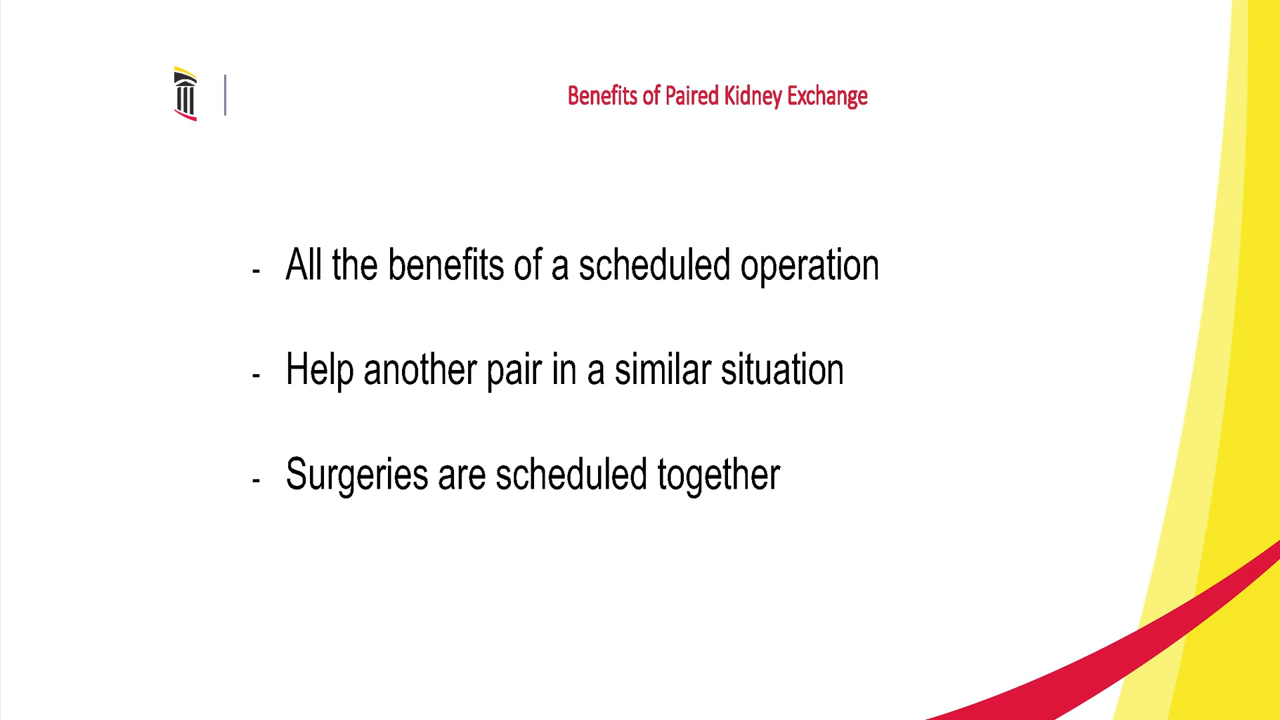 Benefits of Paired Kidney Exchange
- All the benefits of a scheduled operation
- Help another pair in a similar situation
- Surgeries are scheduled together